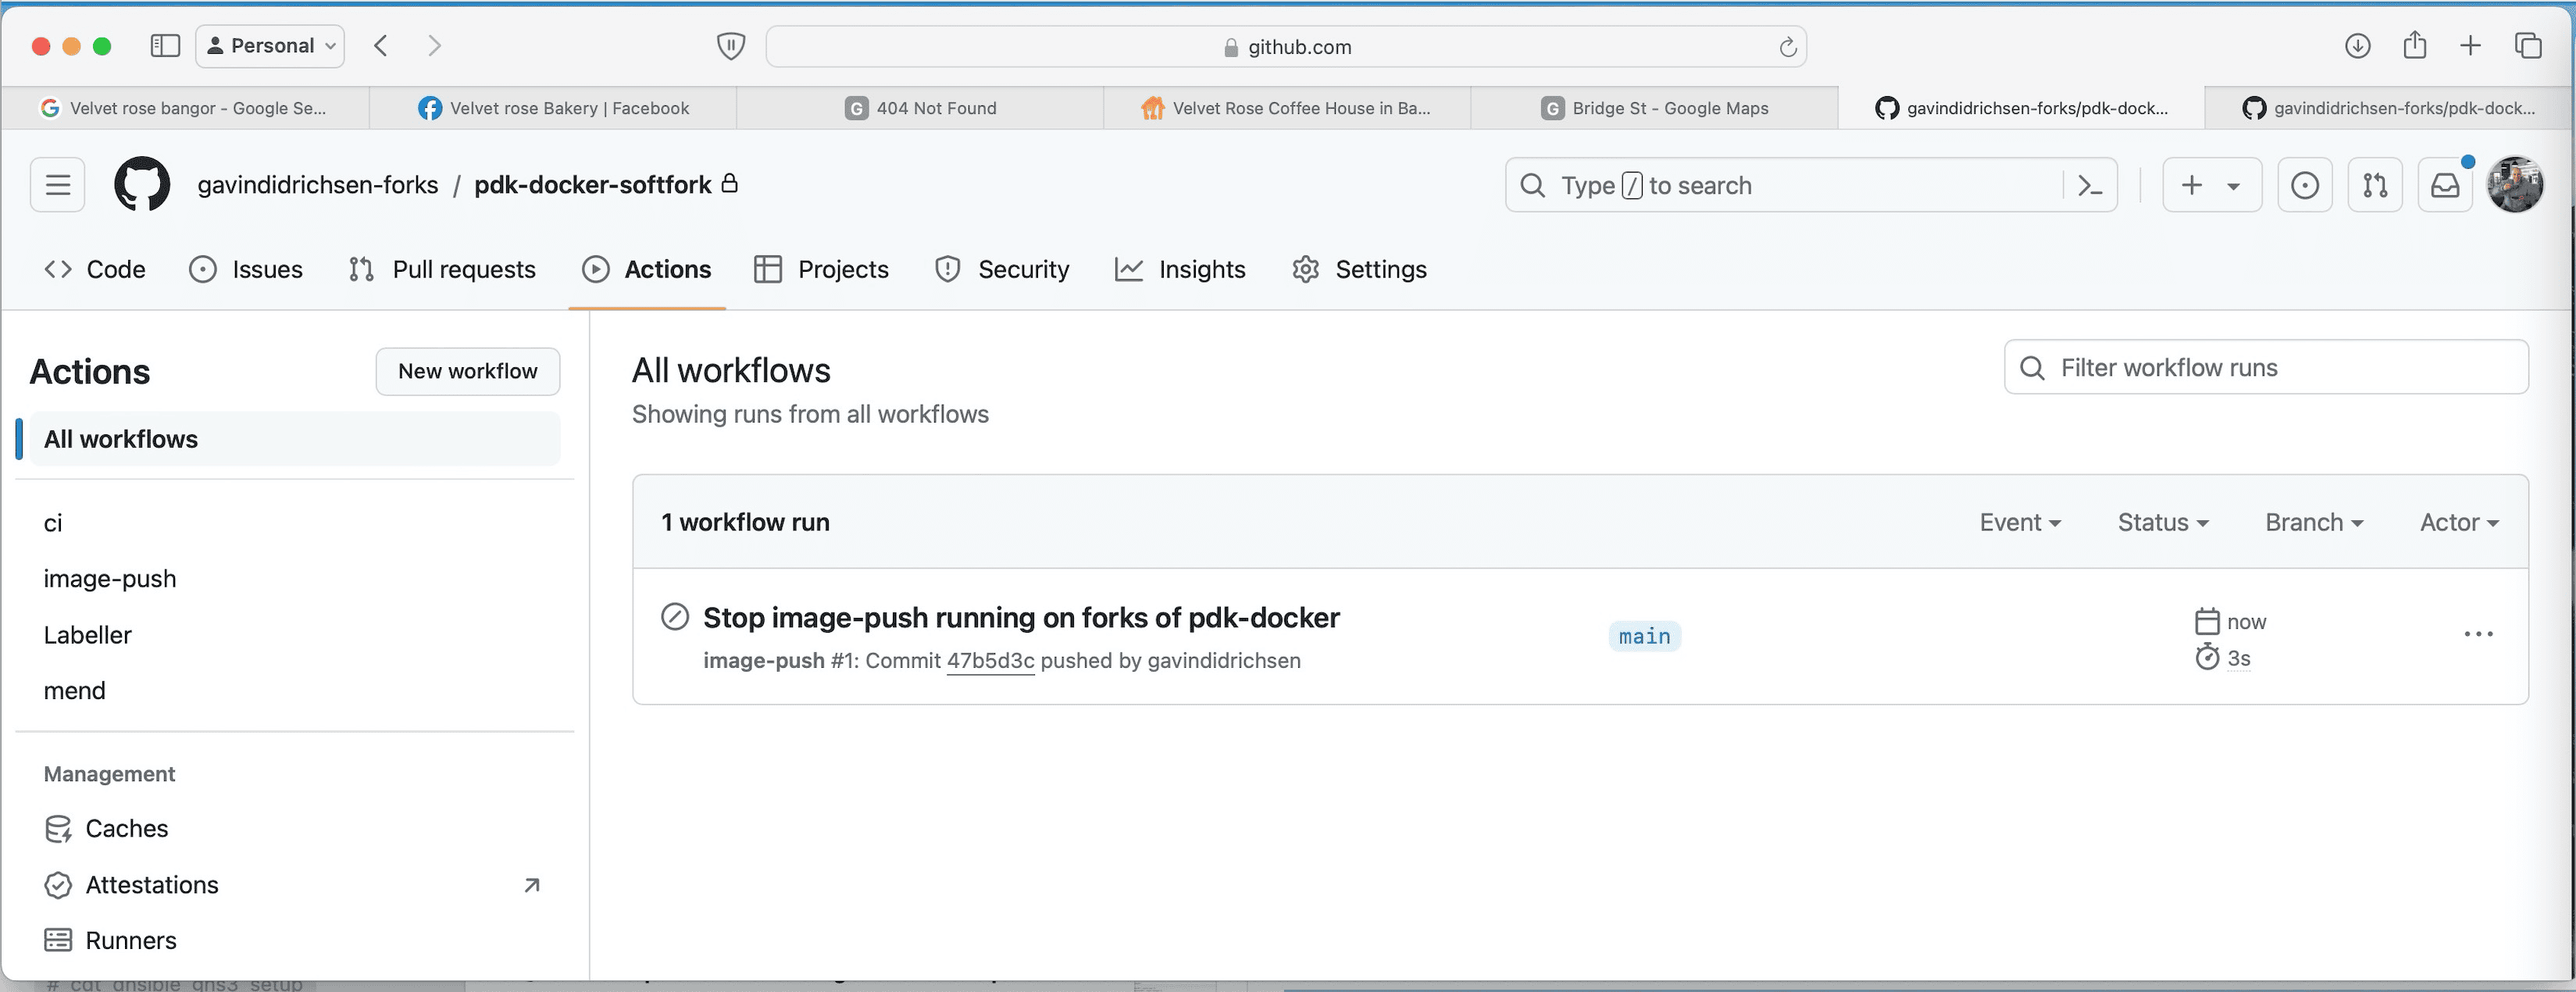 Personal
github.com
Velvet rose bangor - Google Se...
Velvet rose Bakery | Facebook
G
404 Not Found
Velvet Rose Coffee House in Ba...
G
Bridge St - Google Maps
gavindidrichsen-forks/pdk-dock...
gavindidrichsen-forks/pdk-dock...
gavindidrichsen-forks / pdk-docker-softfork
Type / to search
Code
Issues
Pull requests
Actions
Projects
Security
Insights
Settings
Actions
New workflow
All workflows
ci
image-push
Labeller
mend
Management
Caches
Attestations
Runners
All workflows
Showing runs from all workflows
Filter workflow runs
1 workflow run
Event
Status
Branch
Actor
Stop image-push running on forks of pdk-docker
image-push #1: Commit 47b5d3c pushed by gavindidrichsen
main
now
3s
# cdt ansible gns3 setup